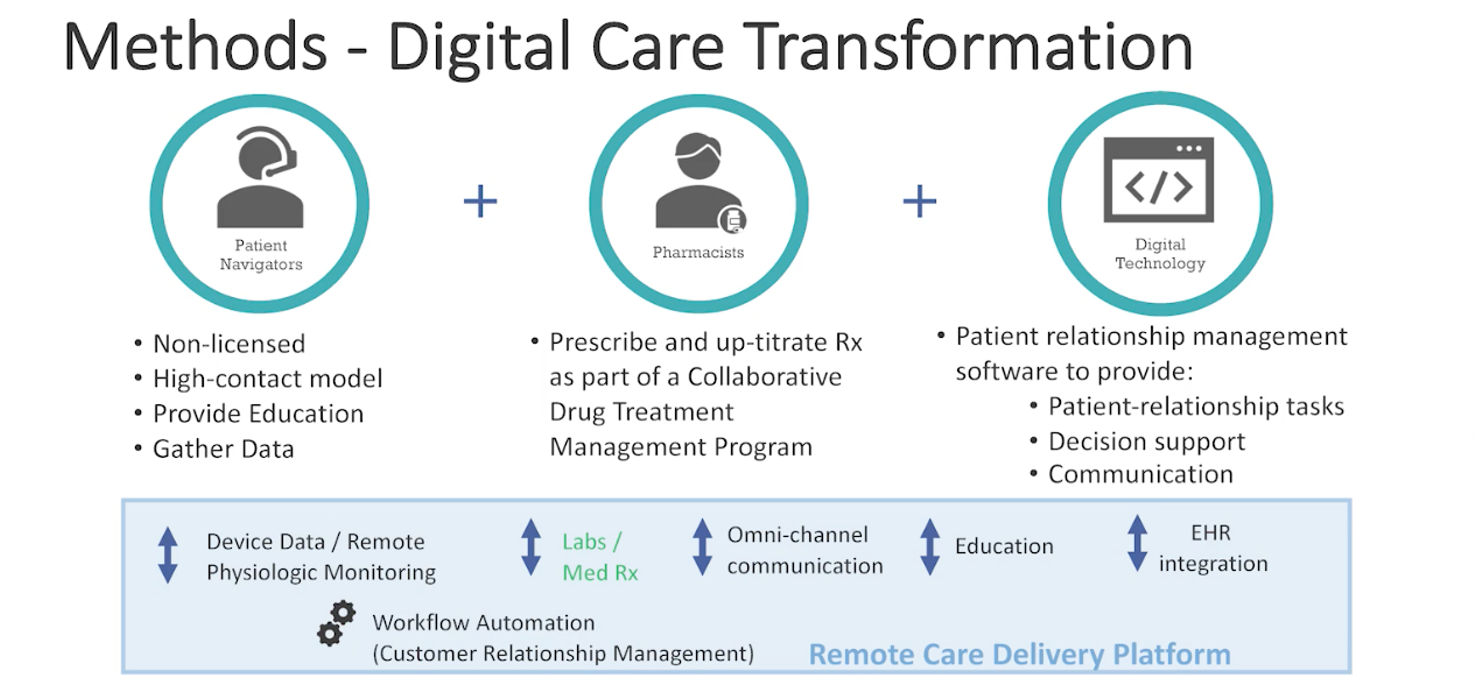 Methods - Digital Care Transformation
Patient
Navigators
+
Pharmacists
+
</>
Digital
Technology
• Non-licensed
• High-contact model
• Provide Education
• Gather Data
• Prescribe and up-titrate Rx
as part of a Collaborative
Drug Treatment
Management Program
• Patient relationship management
software to provide:
• Patient-relationship tasks
• Decision support
• Communication
Device Data / Remote
Physiologic Monitoring
Labs /
Med Rx
Omni-channel
communication
Education
EHR
integration
Workflow Automation
(Customer Relationship Management)
Remote Care Delivery Platform